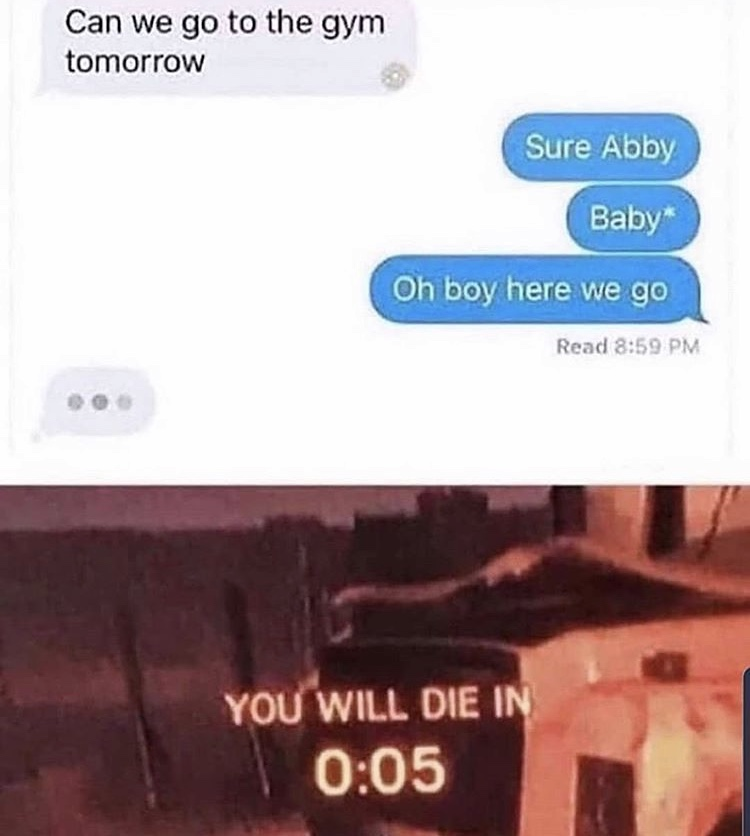 Can we go to the gym
tomorrow
Sure Abby
Baby*
Oh boy here we go
Read 8:59 PM
YOU WILL DIE IN
0:05